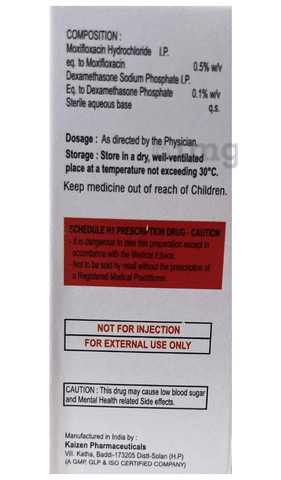 COMPOSITION :
Moxifloxacin Hydrochloride I.P.
eq. to Moxifloxacin 0.5% w/v
Dexamethasone Sodium Phosphate I.P.
Eq. to Dexamethasone Phosphate 0.1% w/v
Sterile aqueous base q.s.
Dosage : As directed by the Physician.
Storage : Store in a dry, well-ventilated
place at a temperature not exceeding 30°C.
Keep medicine out of reach of Children.
SCHEDULE H1 PRESCRIPTION DRUG - CAUTION
- It is dangerous to take this preparation except in
accordance with the Medical Advice.
- Not to be sold by retail without the prescription of
a Registered Medical Practitioner.
NOT FOR INJECTION
FOR EXTERNAL USE ONLY
CAUTION : This drug may cause low blood sugar
and Mental Health related Side effects.
Manufactured in India by :
Kaizen Pharmaceuticals
Vill. Katha, Baddi-173205 Distt-Solan (H.P)
(A GMP, GLP & ISO CERTIFIED COMPANY)